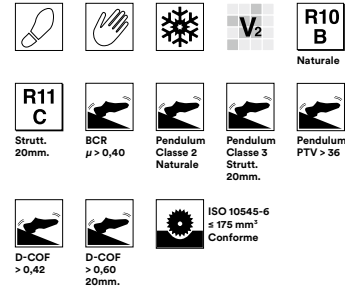 V2
R10
B
Naturale
R11
C
Strutt.
20mm.
BCR
μ > 0,40
Pendulum
Classe 2
Naturale
Pendulum
Classe 3
Strutt.
20mm.
Pendulum
PTV > 36
D-COF
> 0,42
D-COF
> 0,60
20mm.
ISO 10545-6
≤ 175 mm³
Conforme